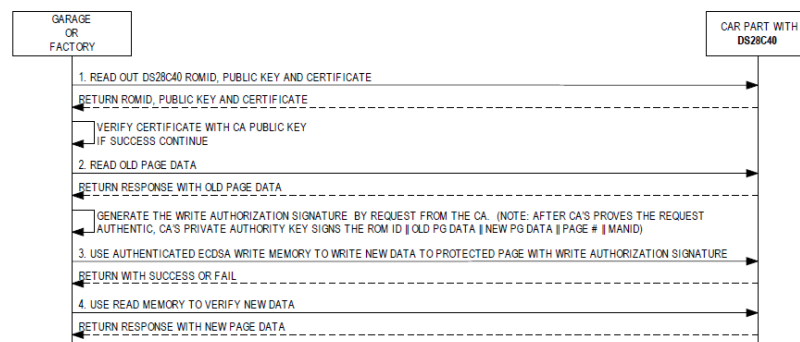 GARAGE
OR
FACTORY
CAR PART WITH
DS28C40
1. READ OUT DS28C40 ROMID, PUBLIC KEY AND CERTIFICATE
RETURN ROMID, PUBLIC KEY AND CERTIFICATE
VERIFY CERTIFICATE WITH CA PUBLIC KEY
IF SUCCESS CONTINUE
2. READ OLD PAGE DATA
RETURN RESPONSE WITH OLD PAGE DATA
GENERATE THE WRITE AUTHORIZATION SIGNATURE BY REQUEST FROM THE CA. (NOTE: AFTER CA'S PROVES THE REQUEST
AUTHENTIC, CA'S PRIVATE AUTHORITY KEY SIGNS THE ROM ID || OLD PG DATA || NEW PG DATA || PAGE # || MANID)
3. USE AUTHENTICATED ECDSA WRITE MEMORY TO WRITE NEW DATA TO PROTECTED PAGE WITH WRITE AUTHORIZATION SIGNATURE
RETURN WITH SUCCESS OR FAIL
4. USE READ MEMORY TO VERIFY NEW DATA
RETURN RESPONSE WITH NEW PAGE DATA